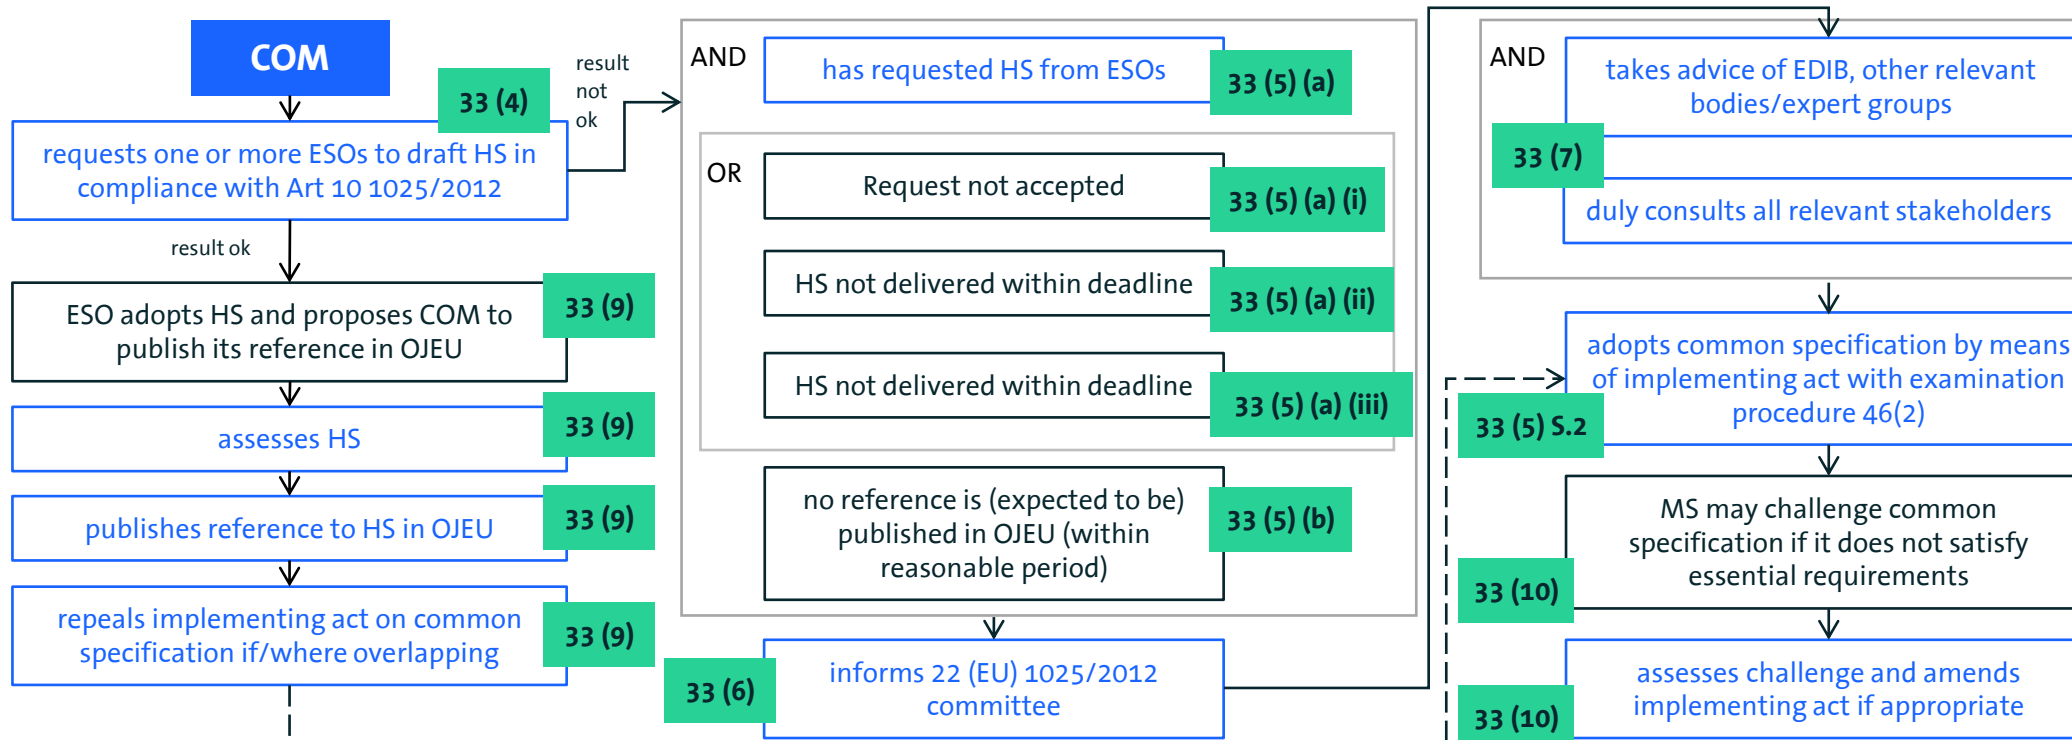 COM
33 (4)
requests one or more ESOs to draft HS in
compliance with Art 10 1025/2012
result
not
ok
result ok
ESO adopts HS and proposes COM to
publish its reference in OJEU
33 (9)
assesses HS
33 (9)
publishes reference to HS in OJEU
33 (9)
repeals implementing act on common
specification if/where overlapping
33 (9)
AND
has requested HS from ESOs
33 (5) (a)
OR
Request not accepted
33 (5) (a) (i)
HS not delivered within deadline
33 (5) (a) (ii)
HS not delivered within deadline
33 (5) (a) (iii)
no reference is (expected to be)
published in OJEU (within
reasonable period)
33 (5) (b)
informs 22 (EU) 1025/2012
committee
33 (6)
AND
takes advice of EDIB, other relevant
bodies/expert groups
33 (7)
duly consults all relevant stakeholders
adopts common specification by means
of implementing act with examination
procedure 46(2)
33 (5) S.2
MS may challenge common
specification if it does not satisfy
essential requirements
33 (10)
assesses challenge and amends
implementing act if appropriate
33 (10)